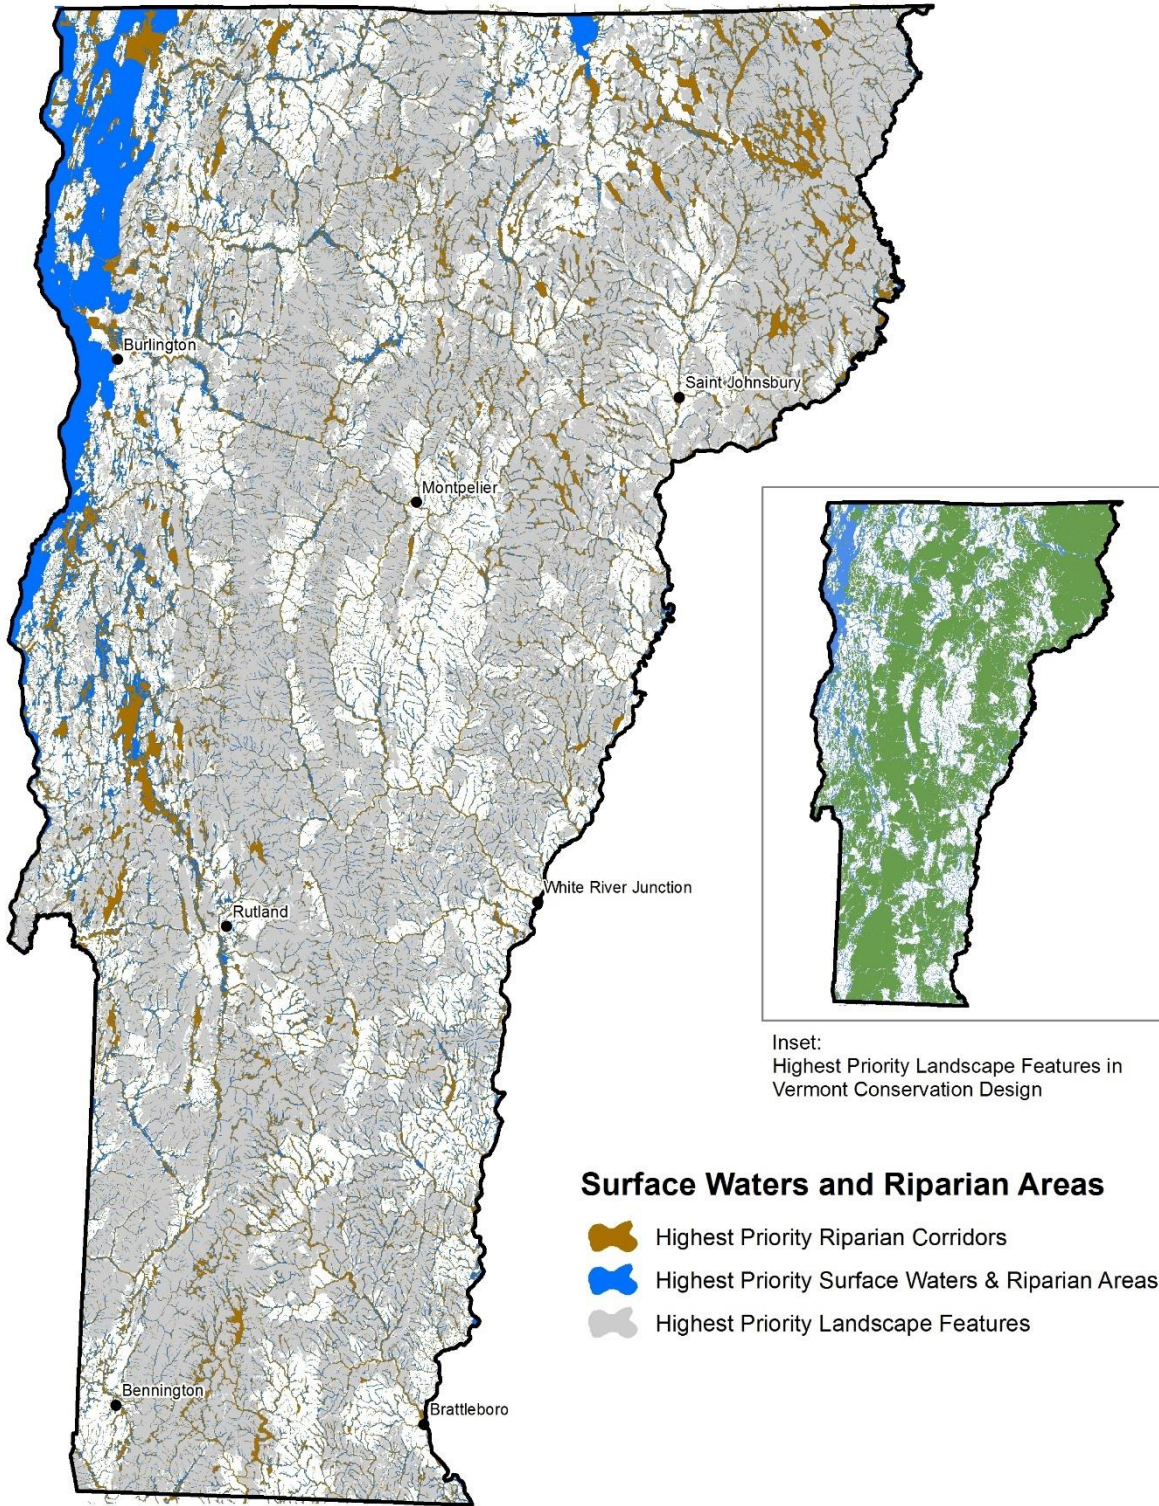 Burlington
Saint Johnsbury
Montpelier
White River Junction
Rutland
Inset:
Highest Priority Landscape Features in
Vermont Conservation Design
Surface Waters and Riparian Areas
Highest Priority Riparian Corridors
Highest Priority Surface Waters & Riparian Areas
Highest Priority Landscape Features
Bennington
Brattleboro